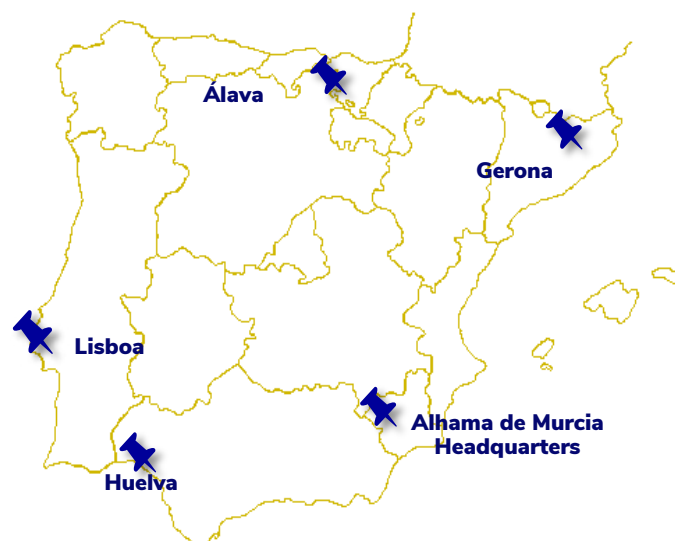 Álava
Gerona
Lisboa
Alhama de Murcia
Headquarters
Huelva